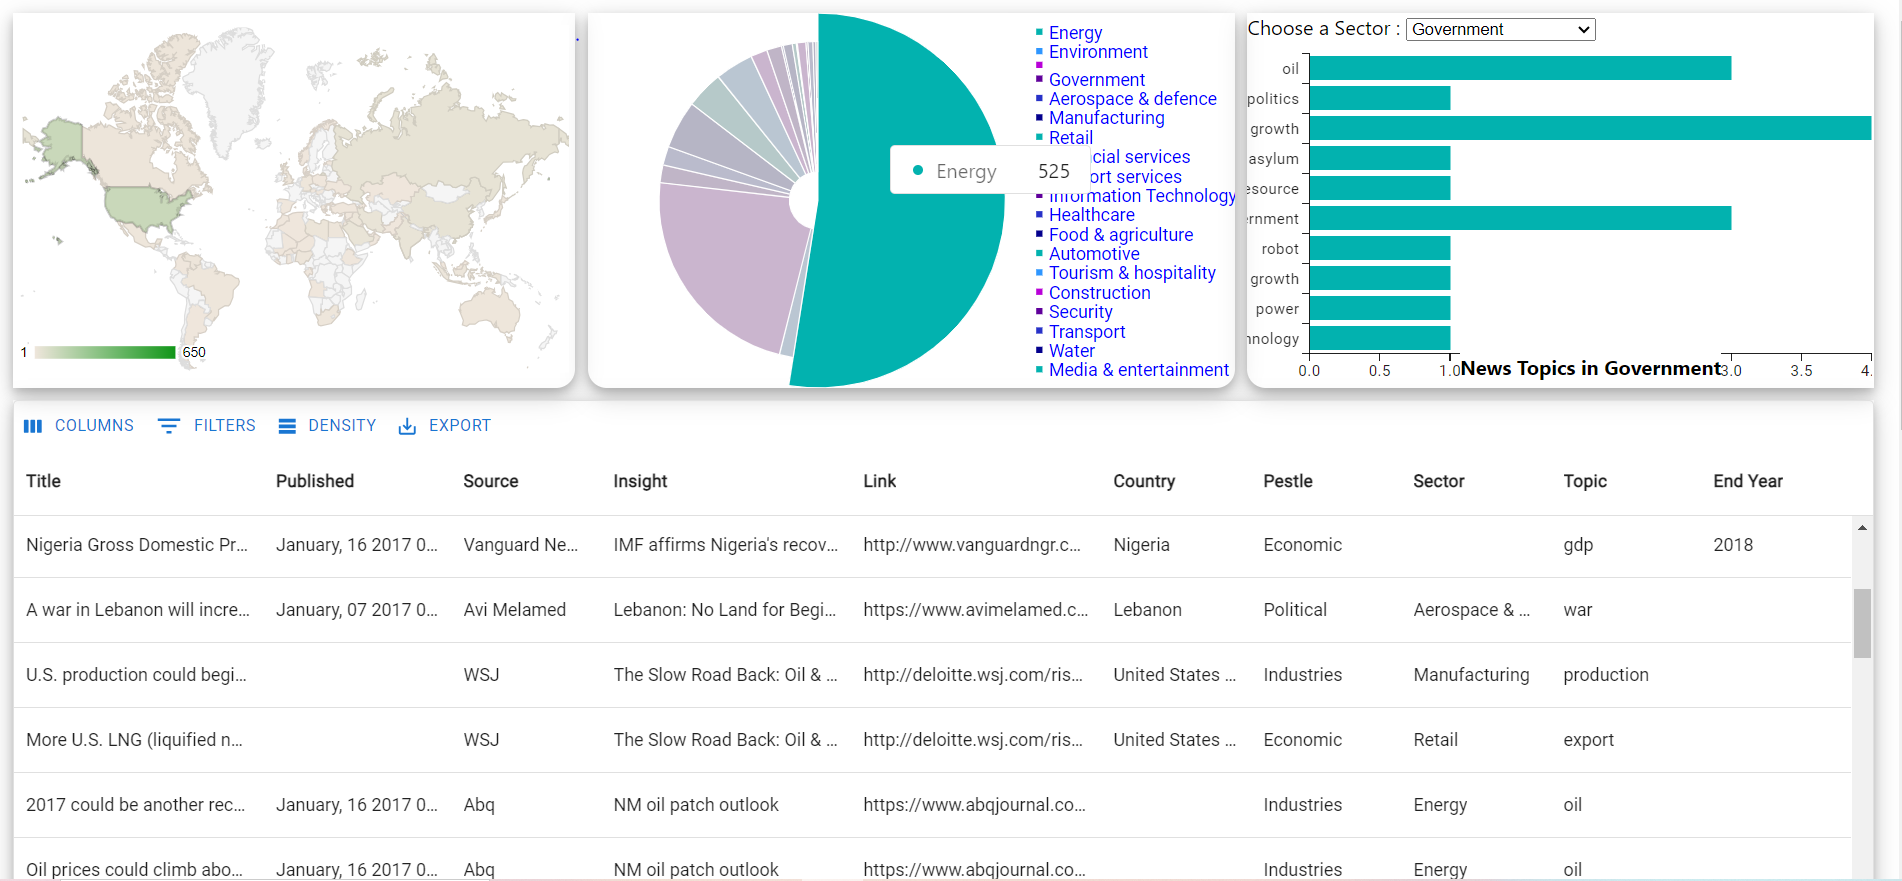 1
650
Energy
Environment
Government
Aerospace & defence
Manufacturing
Retail
cial services
ort services
Information Technology
Healthcare
Food & agriculture
Automotive
Tourism & hospitality
Construction
Security
Transport
Water
Media & entertainment
Energy 525
Choose a Sector : Government
oil
politics
growth
asylum
esource
rnment
robot
growth
power
nology
0.0 0.5 1.0 3.0 3.5 4.
News Topics in Government
COLUMNS FILTERS DENSITY EXPORT
Title Published Source Insight Link Country Pestle Sector Topic End Year
Nigeria Gross Domestic Pr... January, 16 2017 0... Vanguard Ne... IMF affirms Nigeria's recov... http://www.vanguardngr.c... Nigeria Economic gdp 2018
A war in Lebanon will incre... January, 07 2017 0... Avi Melamed Lebanon: No Land for Begi... https://www.avimelamed.c... Lebanon Political Aerospace & ... war
U.S. production could begi... WSJ The Slow Road Back: Oil & ... http://deloitte.wsj.com/ris... United States ... Industries Manufacturing production
More U.S. LNG (liquified n... WSJ The Slow Road Back: Oil & ... http://deloitte.wsj.com/ris... United States ... Economic Retail export
2017 could be another rec... January, 16 2017 0... Abq NM oil patch outlook https://www.abqjournal.co... Industries Energy oil
Oil prices could climb abo... January, 16 2017 0... Abq NM oil patch outlook https://www.abqjournal.co... Industries Energy oil